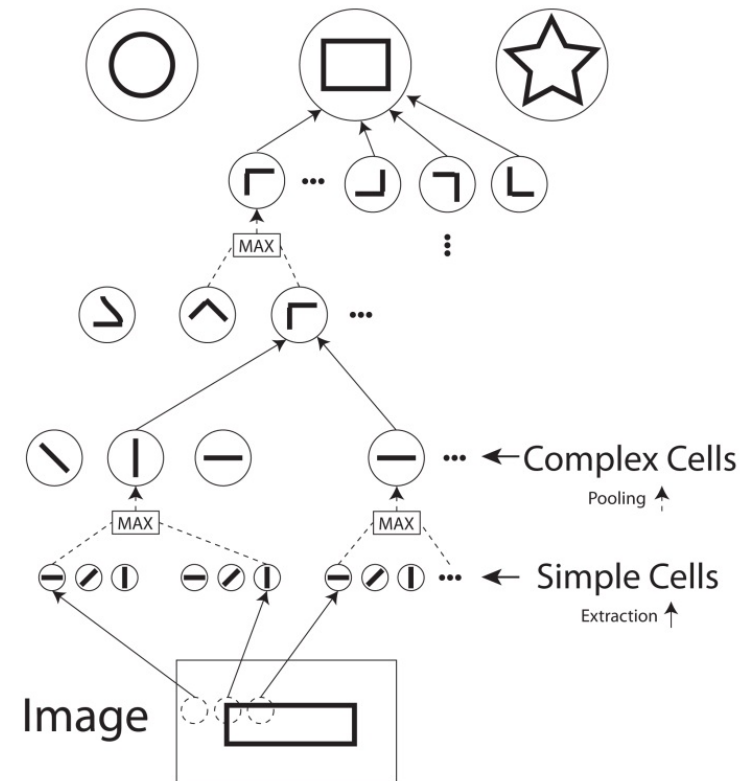 MAX
Complex Cells
Pooling
MAX
MAX
Simple Cells
Extraction
Image